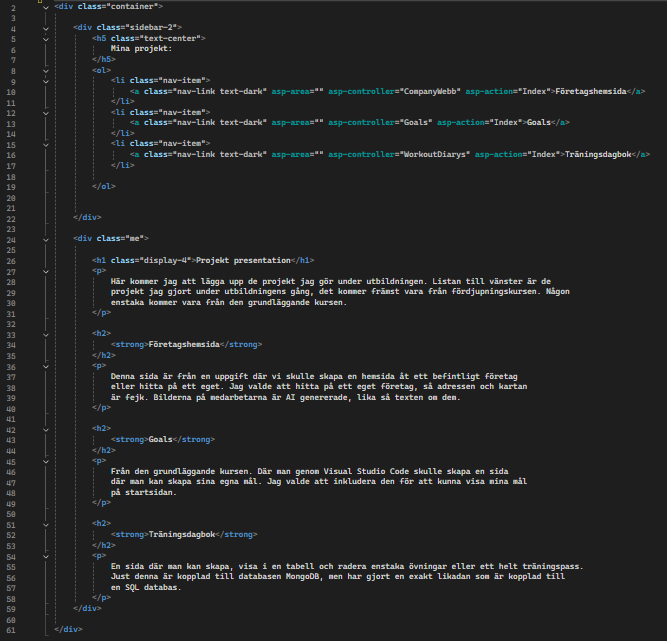 2 <div class="container">
3
4 <div class="sidebar-2">
5 <h5 class="text-center">
6 Mina projekt:
7 </h5>
8 <ol>
9 <li class="nav-item">
10 <a class="nav-link text-dark" asp-area="" asp-controller="CompanyWebb" asp-action="Index">Företagshemsida</a>
11 </li>
12 <li class="nav-item">
13 <a class="nav-link text-dark" asp-area="" asp-controller="Goals" asp-action="Index">Goals</a>
14 </li>
15 <li class="nav-item">
16 <a class="nav-link text-dark" asp-area="" asp-controller="WorkoutDiarys" asp-action="Index">Träningsdagbok</a>
17 </li>
18
19 </ol>
20
21
22 </div>
23
24 <div class="me">
25
26 <h1 class="display-4">Projekt presentation</h1>
27 <p>
28 Här kommer jag att lägga upp de projekt jag gör under utbildningen. Listan till vänster är de
29 projekt jag gjort under utbildningens gång, det kommer främst vara från fördjupningskursen. Någon
30 enstaka kommer vara från den grundläggande kursen.
31 </p>
32
33 <h2>
34 <strong>Företagshemsida</strong>
35 </h2>
36 <p>
37 Denna sida är från en uppgift där vi skulle skapa en hemsida åt ett befintligt företag
38 eller hitta på ett eget. Jag valde att hitta på ett eget företag, så adressen och kartan
39 är fejk. Bilderna på medarbetarna är AI genererade, lika så texten om dem.
40 </p>
41
42 <h2>
43 <strong>Goals</strong>
44 </h2>
45 <p>
46 Från den grundläggande kursen. Där man genom Visual Studio Code skulle skapa en sida
47 där man kan skapa sina egna mål. Jag valde att inkludera den för att kunna visa mina mål
48 på startsidan.
49 </p>
50
51 <h2>
52 <strong>Träningsdagbok</strong>
53 </h2>
54 <p>
55 En sida där man kan skapa, visa i en tabell och radera enstaka övningar eller ett helt träningspass.
56 Just denna är kopplad till databasen MongoDB, men har gjort en exakt likadan som är kopplad till
57 en SQL databas.
58 </p>
59 </div>
60
61 </div>